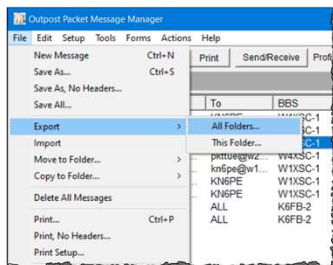 Outpost Packet Message Manager
File Edit Setup Tools Forms Actions Help
New Message Ctrl+N
Print Send/Receive
Save As... Ctrl+S
Save As, No Headers...
Save All...
To BBS
Export All Folders...
Import This Folder...
Move to Folder... W4XSC-1
Copy to Folder... kn6pe@w1... W1XSC-1
KN6PE W1XSC-1
Delete All Messages KN6PE W1XSC-1
ALL K6FB-2
Print... Ctrl+P ALL K6FB-2
Print, No Headers...
Print Setup...